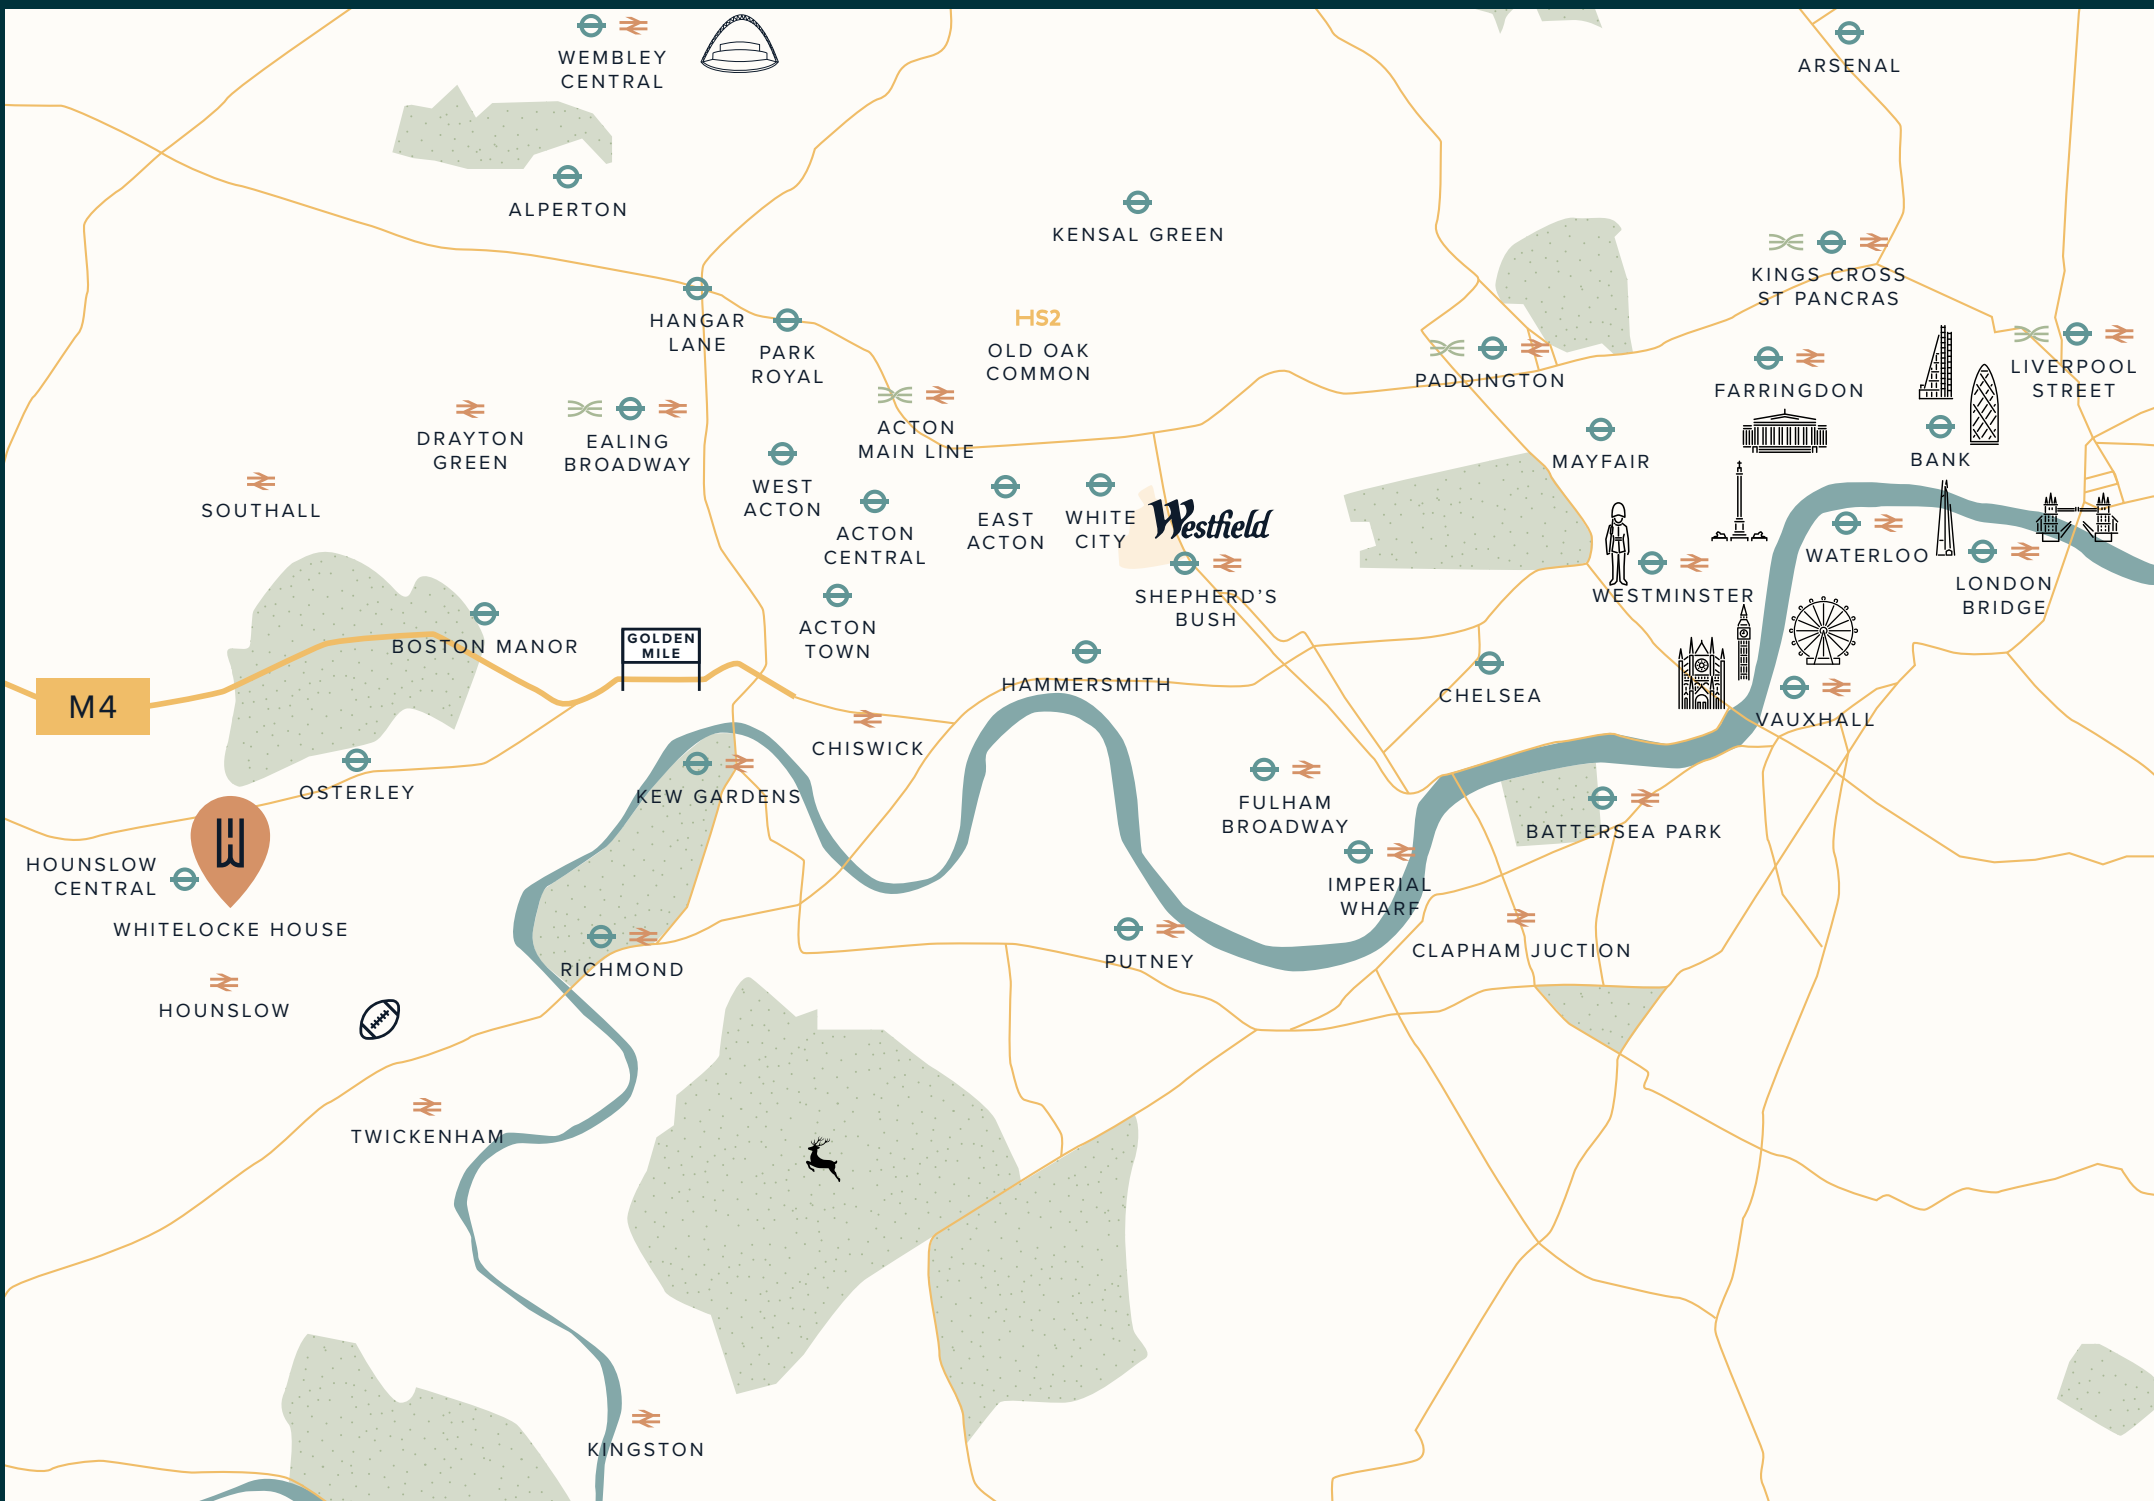 WEMBLEY
CENTRAL
ARSENAL
ALPERTON
KENSAL GREEN
KINGS CROSS
ST PANCRAS
HANGAR
LANE
PARK
ROYAL
HS2
OLD OAK
COMMON
PADDINGTON
FARRINGDON
LIVERPOOL
STREET
DRAYTON
GREEN
EALING
BROADWAY
ACTON
MAIN LINE
MAYFAIR
BANK
SOUTHALL
WEST
ACTON
ACTON
CENTRAL
EAST
ACTON
WHITE
CITY
Westfield
WATERLOO
LONDON
BRIDGE
SHEPHERD'S
BUSH
WESTMINSTER
BOSTON MANOR
GOLDEN
MILE
ACTON
TOWN
HAMMERSMITH
CHELSEA
M4
VAUXHALL
CHISWICK
OSTERLEY
KEW GARDENS
FULHAM
BROADWAY
BATTERSEA PARK
HOUNSLOW
CENTRAL
WHITELOCKE HOUSE
IMPERIAL
WHARF
RICHMOND
PUTNEY
CLAPHAM JUCTION
HOUNSLOW
TWICKENHAM
KINGSTON